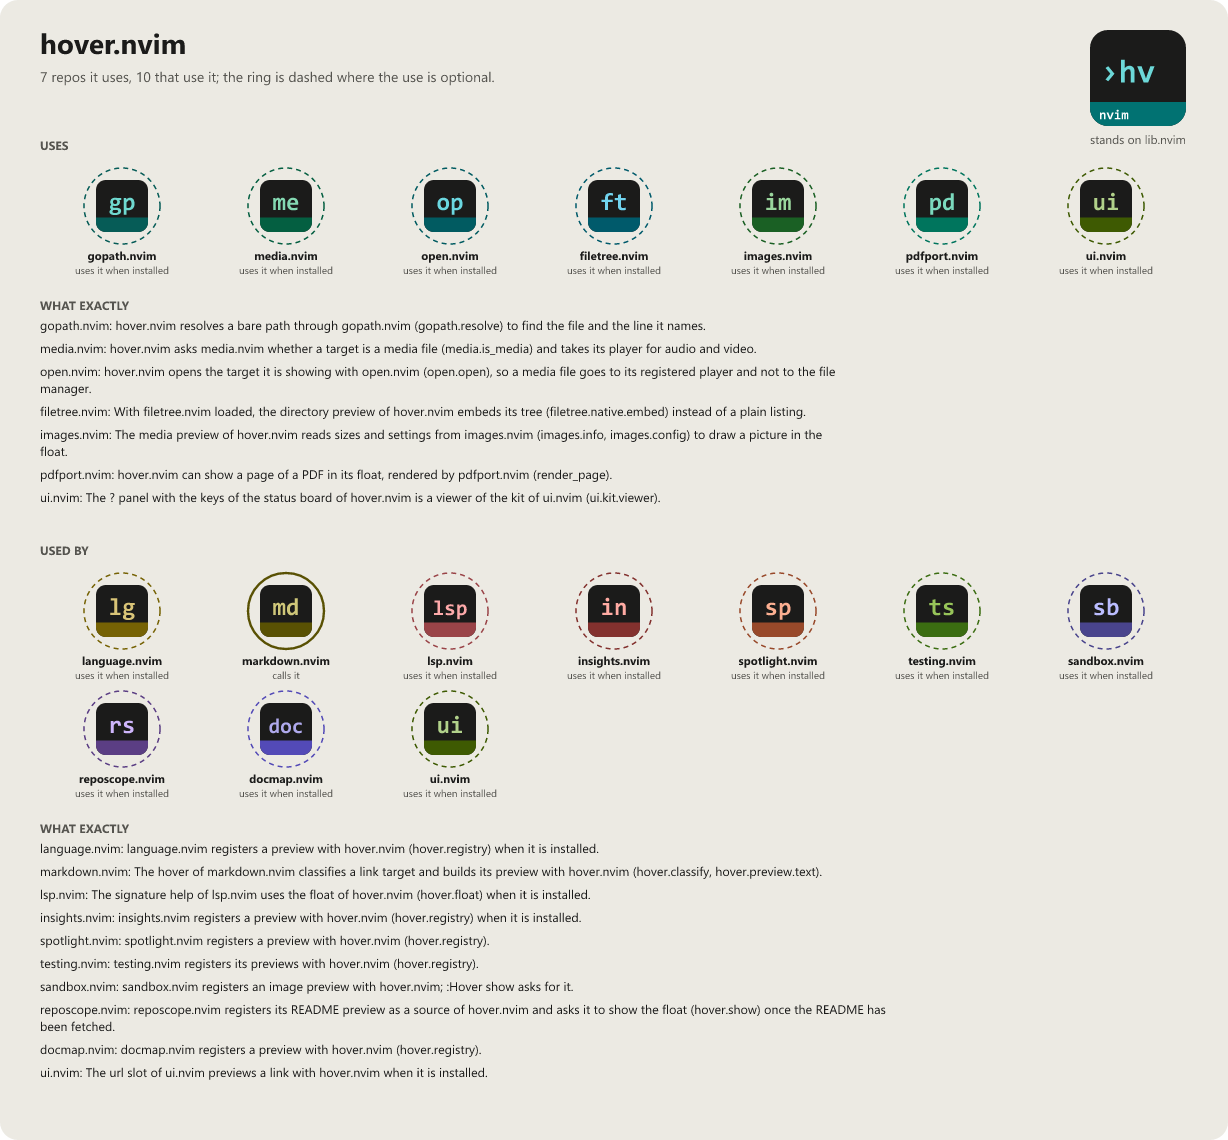 hover.nvim
7 repos it uses, 10 that use it; the ring is dashed where the use is optional.
›hv
nvim
stands on lib.nvim
USES
gp
me
op
ft
im
pd
ui
gopath.nvim
media.nvim
open.nvim
filetree.nvim
images.nvim
pdfport.nvim
ui.nvim
uses it when installed
uses it when installed
uses it when installed
uses it when installed
uses it when installed
uses it when installed
uses it when installed
WHAT EXACTLY
gopath.nvim: hover.nvim resolves a bare path through gopath.nvim (gopath.resolve) to find the file and the line it names.
media.nvim: hover.nvim asks media.nvim whether a target is a media file (media.is_media) and takes its player for audio and video.
open.nvim: hover.nvim opens the target it is showing with open.nvim (open.open), so a media file goes to its registered player and not to the file
manager.
filetree.nvim: With filetree.nvim loaded, the directory preview of hover.nvim embeds its tree (filetree.native.embed) instead of a plain listing.
images.nvim: The media preview of hover.nvim reads sizes and settings from images.nvim (images.info, images.config) to draw a picture in the
float.
pdfport.nvim: hover.nvim can show a page of a PDF in its float, rendered by pdfport.nvim (render_page).
ui.nvim: The ? panel with the keys of the status board of hover.nvim is a viewer of the kit of ui.nvim (ui.kit.viewer).
USED BY
lg
md
lsp
in
sp
ts
sb
language.nvim
markdown.nvim
lsp.nvim
insights.nvim
spotlight.nvim
testing.nvim
sandbox.nvim
uses it when installed
calls it
uses it when installed
uses it when installed
uses it when installed
uses it when installed
uses it when installed
rs
doc
ui
reposcope.nvim
docmap.nvim
ui.nvim
uses it when installed
uses it when installed
uses it when installed
WHAT EXACTLY
language.nvim: language.nvim registers a preview with hover.nvim (hover.registry) when it is installed.
markdown.nvim: The hover of markdown.nvim classifies a link target and builds its preview with hover.nvim (hover.classify, hover.preview.text).
lsp.nvim: The signature help of lsp.nvim uses the float of hover.nvim (hover.float) when it is installed.
insights.nvim: insights.nvim registers a preview with hover.nvim (hover.registry) when it is installed.
spotlight.nvim: spotlight.nvim registers a preview with hover.nvim (hover.registry).
testing.nvim: testing.nvim registers its previews with hover.nvim (hover.registry).
sandbox.nvim: sandbox.nvim registers an image preview with hover.nvim; :Hover show asks for it.
reposcope.nvim: reposcope.nvim registers its README preview as a source of hover.nvim and asks it to show the float (hover.show) once the README has
been fetched.
docmap.nvim: docmap.nvim registers a preview with hover.nvim (hover.registry).
ui.nvim: The url slot of ui.nvim previews a link with hover.nvim when it is installed.